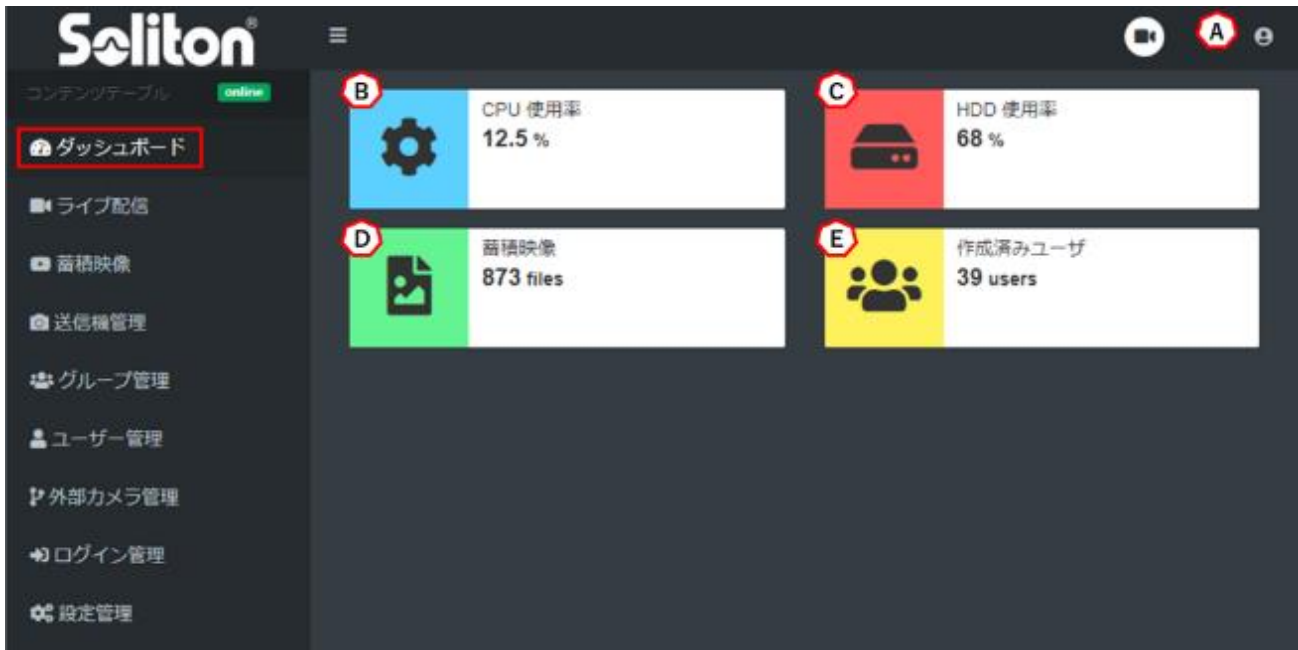 Soliton®
A
コンテンツテーブル online
ダッシュボード
ライブ配信
蓄積映像
送信機管理
グループ管理
ユーザー管理
外部カメラ管理
ログイン管理
設定管理
B
CPU 使用率
12.5 %
C
HDD 使用率
68 %
D
蓄積映像
873 files
E
作成済みユーザ
39 users